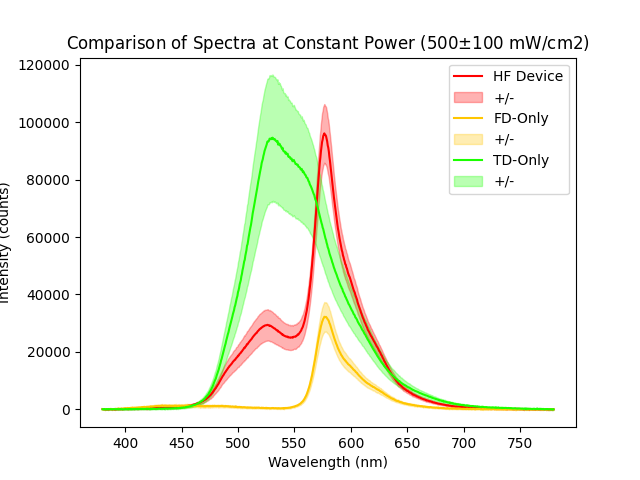 Comparison of Spectra at Constant Power (500±100 mW/cm2)
HF Device
+/-
FD-Only
+/-
TD-Only
+/-
120000
100000
80000
60000
40000
20000
0
Intensity (counts)
400 450 500 550 600 650 700 750
Wavelength (nm)